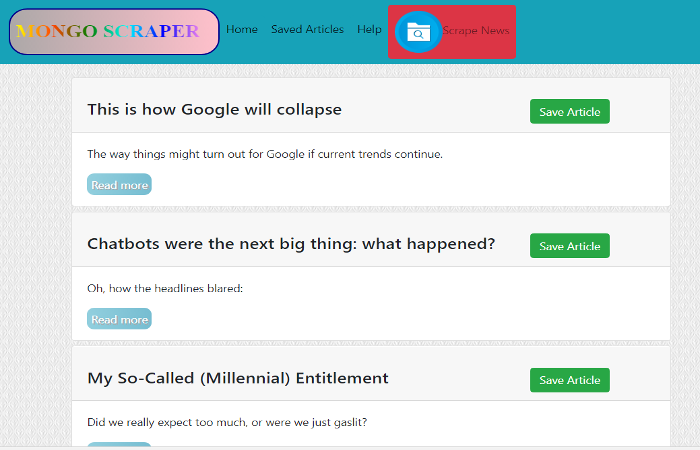 MONGO SCRAPER Home Saved Articles Help Scrape News
This is how Google will collapse Save Article
The way things might turn out for Google if current trends continue.
Read more
Chatbots were the next big thing: what happened? Save Article
Oh, how the headlines blared:
Read more
My So-Called (Millennial) Entitlement Save Article
Did we really expect too much, or were we just gaslit?